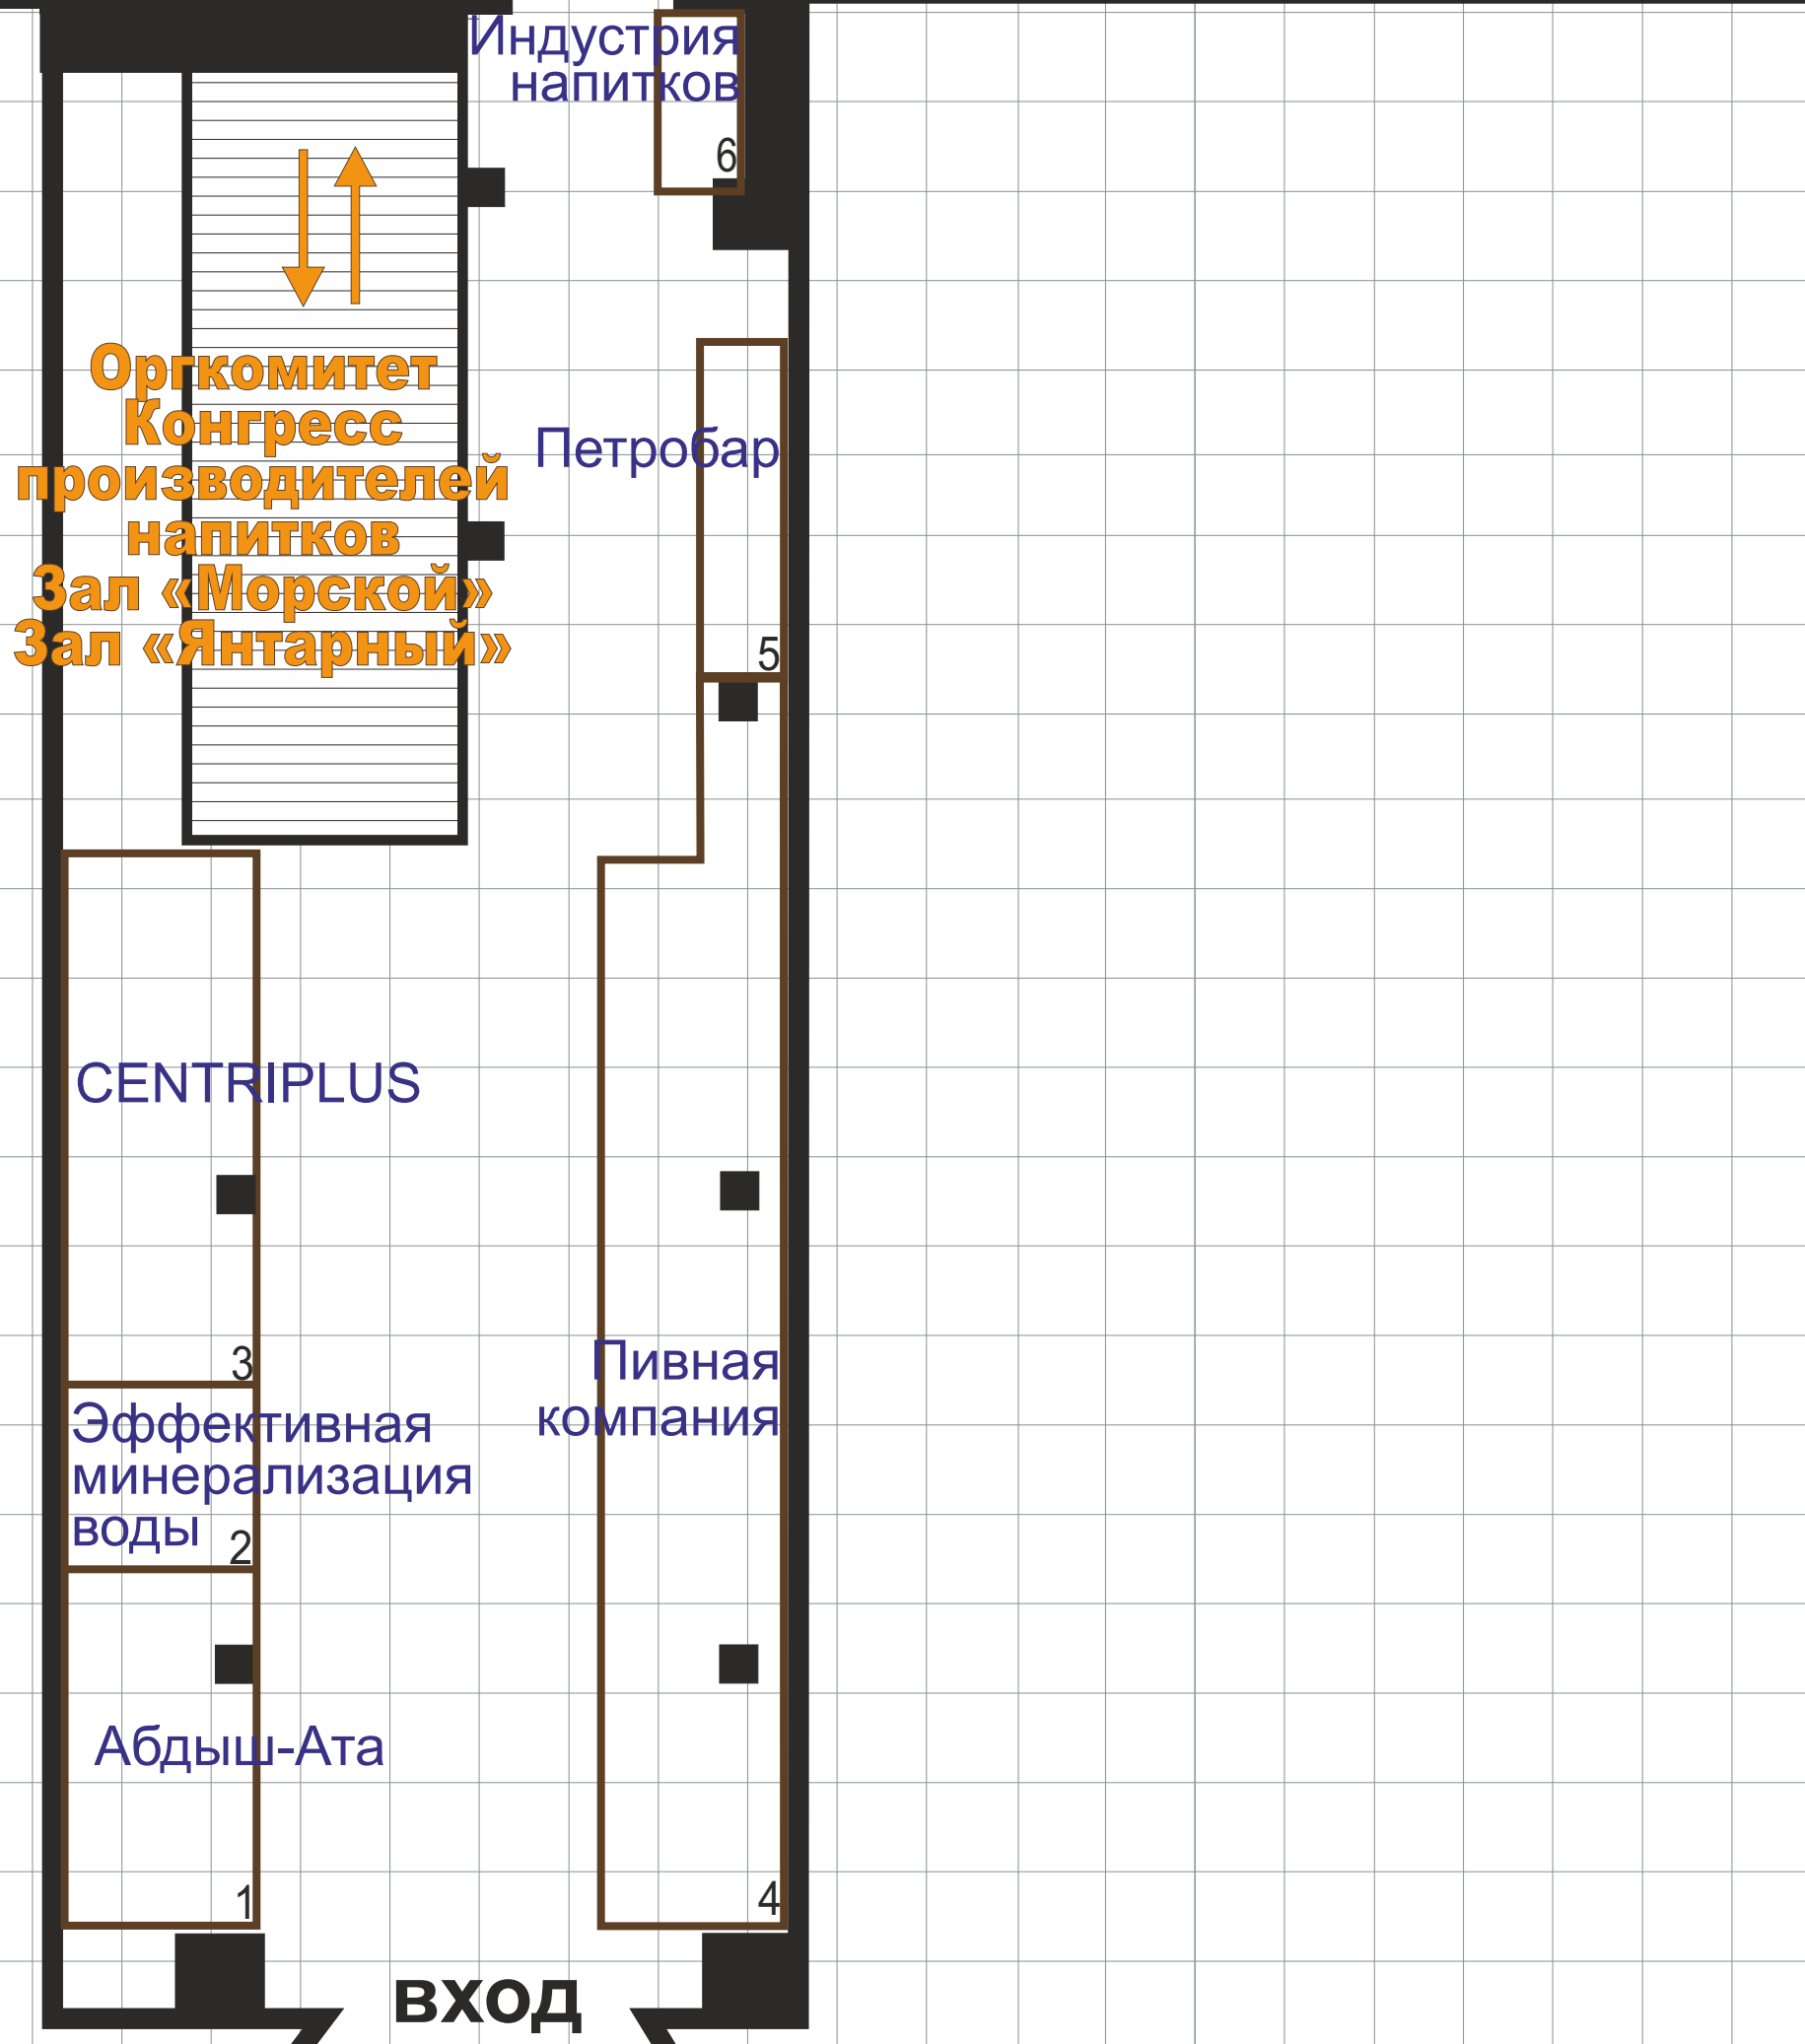 Индустрия
напитков
6
Оргкомитет
Конгресс
производителей
напитков
Зал «Морской»
Зал «Янтарный»
Петробар
5
CENTRIPLUS
3
Эффективная
минерализация
воды
2
Пивная
компания
Абдыш-Ата
1
4
вход